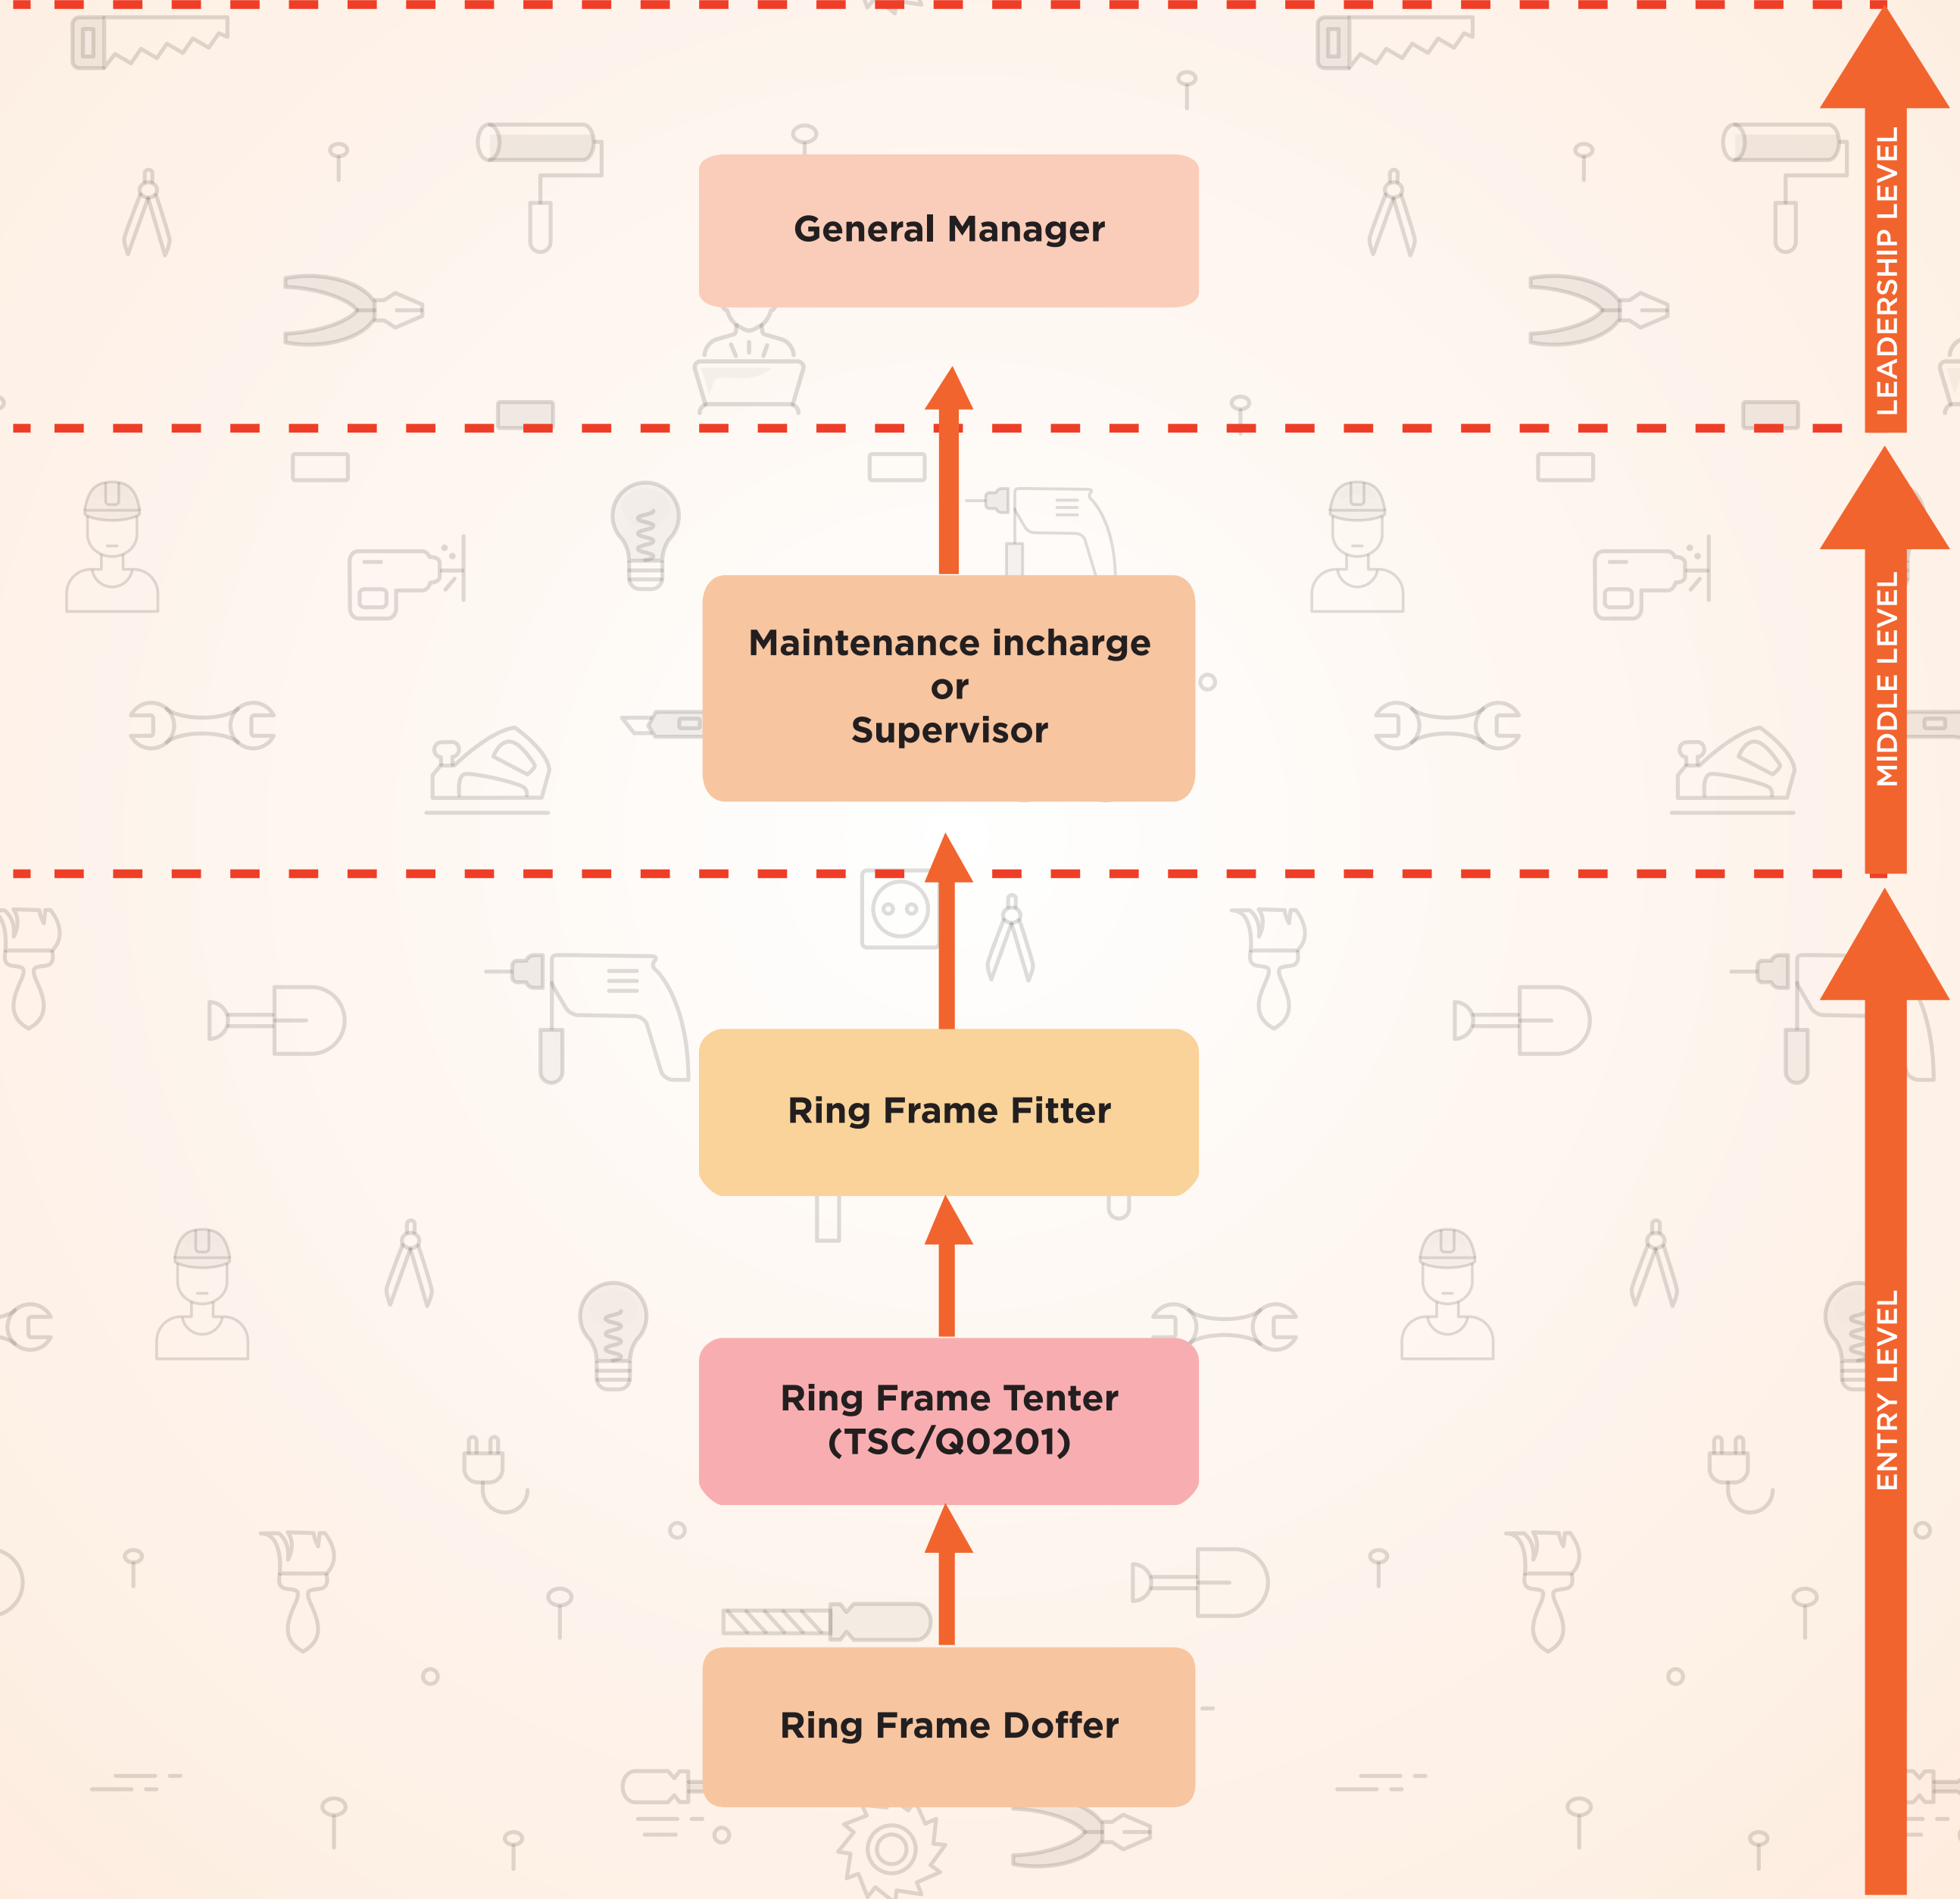 General Manager
LEADERSHIP LEVEL
Maintenance incharge
or
Supervisor
MIDDLE LEVEL
Ring Frame Fitter
Ring Frame Tenter
(TSC/Q0201)
ENTRY LEVEL
Ring Frame Doffer